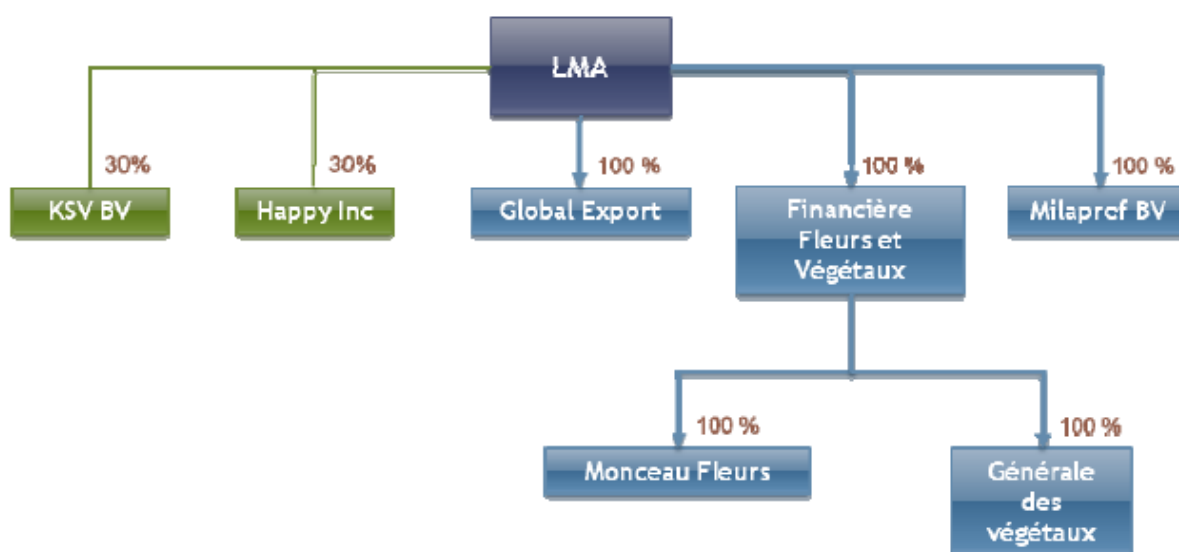 LMA
30%
30%
100 %
100 %
100 %
KSV BV
Happy Inc
Global Export
Financière
Fleurs et
Végétaux
Milaprof BV
100 %
100 %
Monceau Fleurs
Générale
des
végétaux